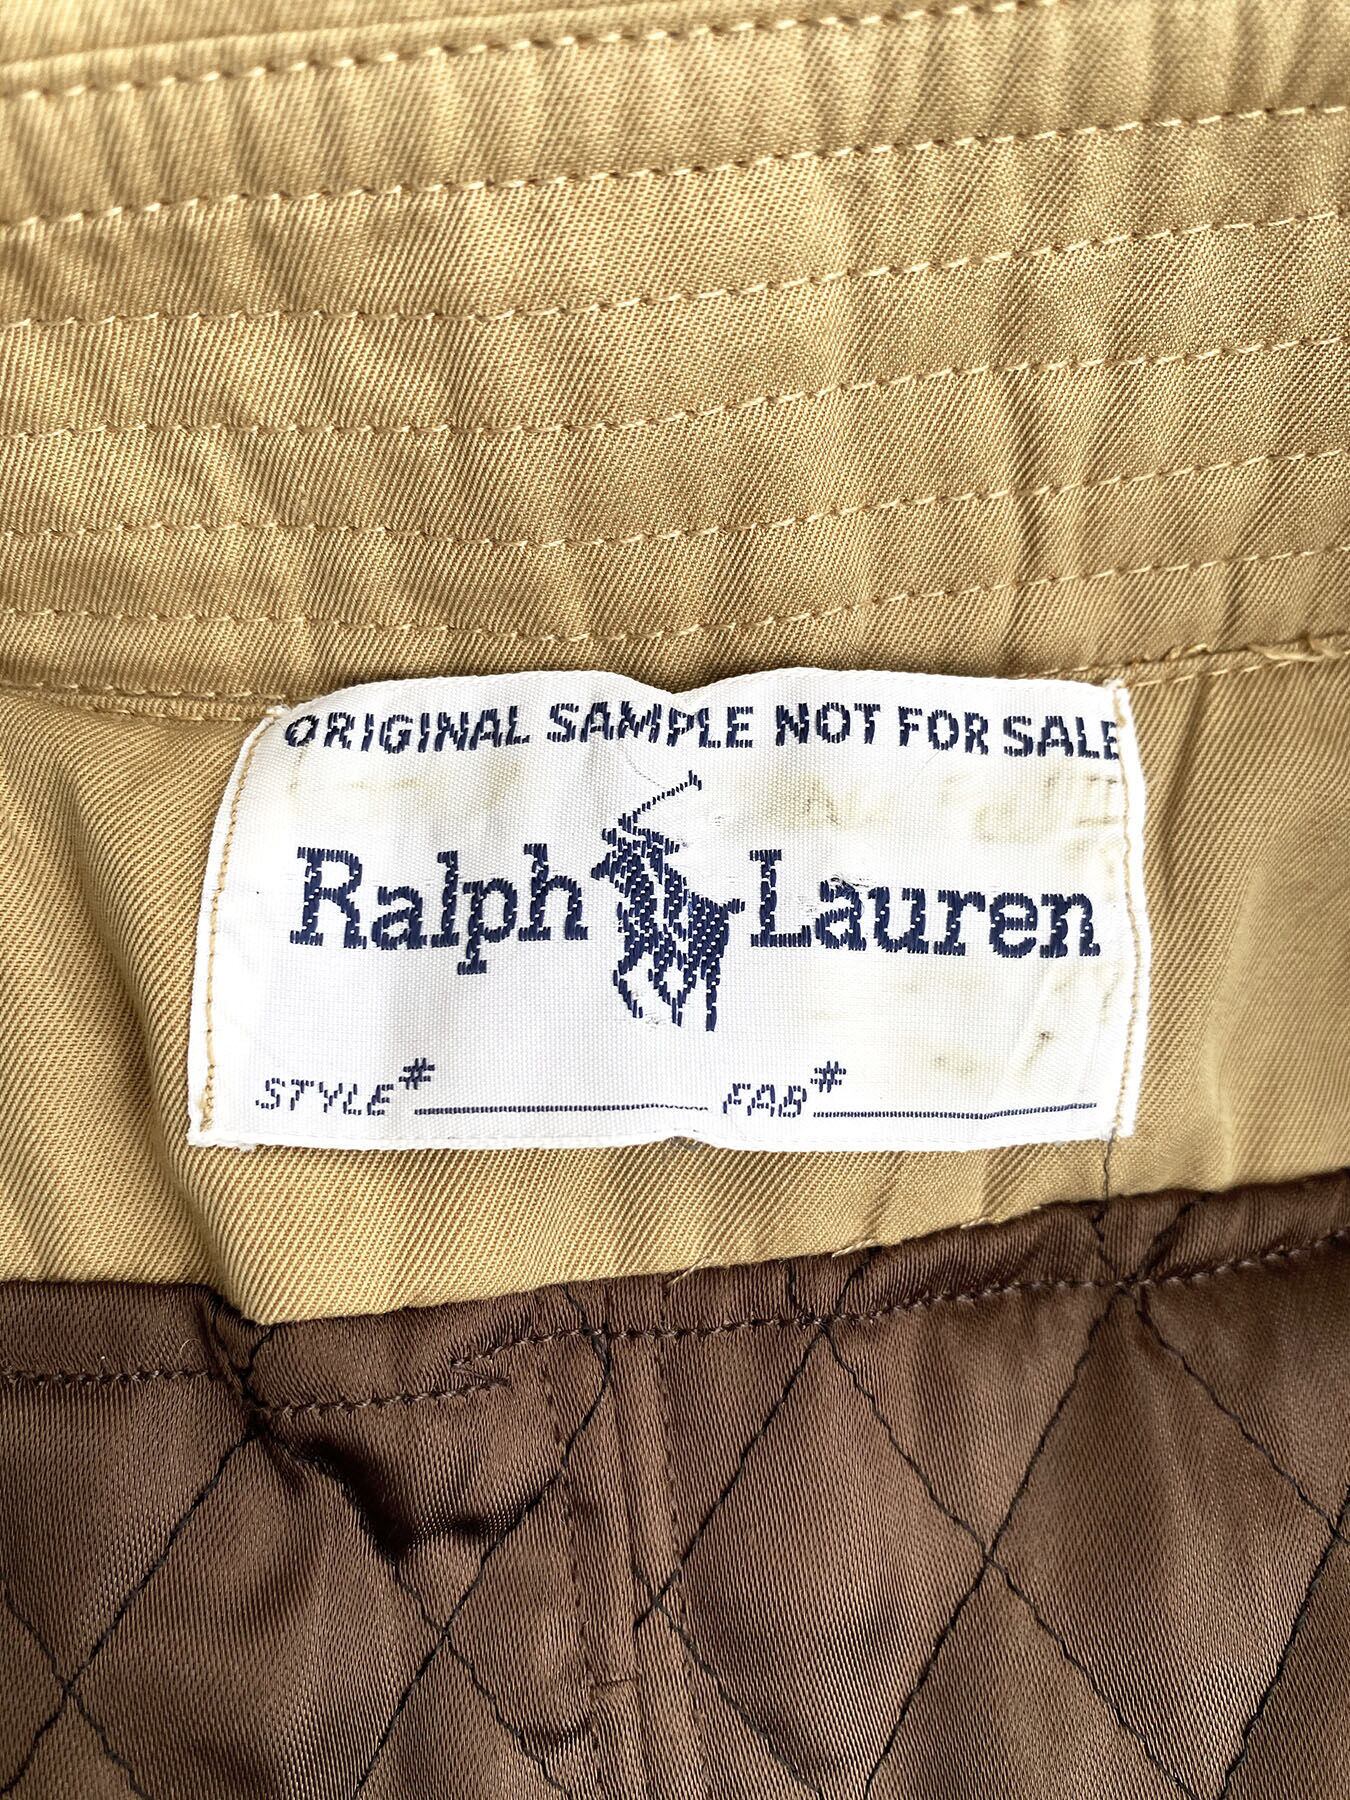 ORIGINAL SAMPLE NOT FOR SALE
Ralph Lauren
STYLE# FAB#